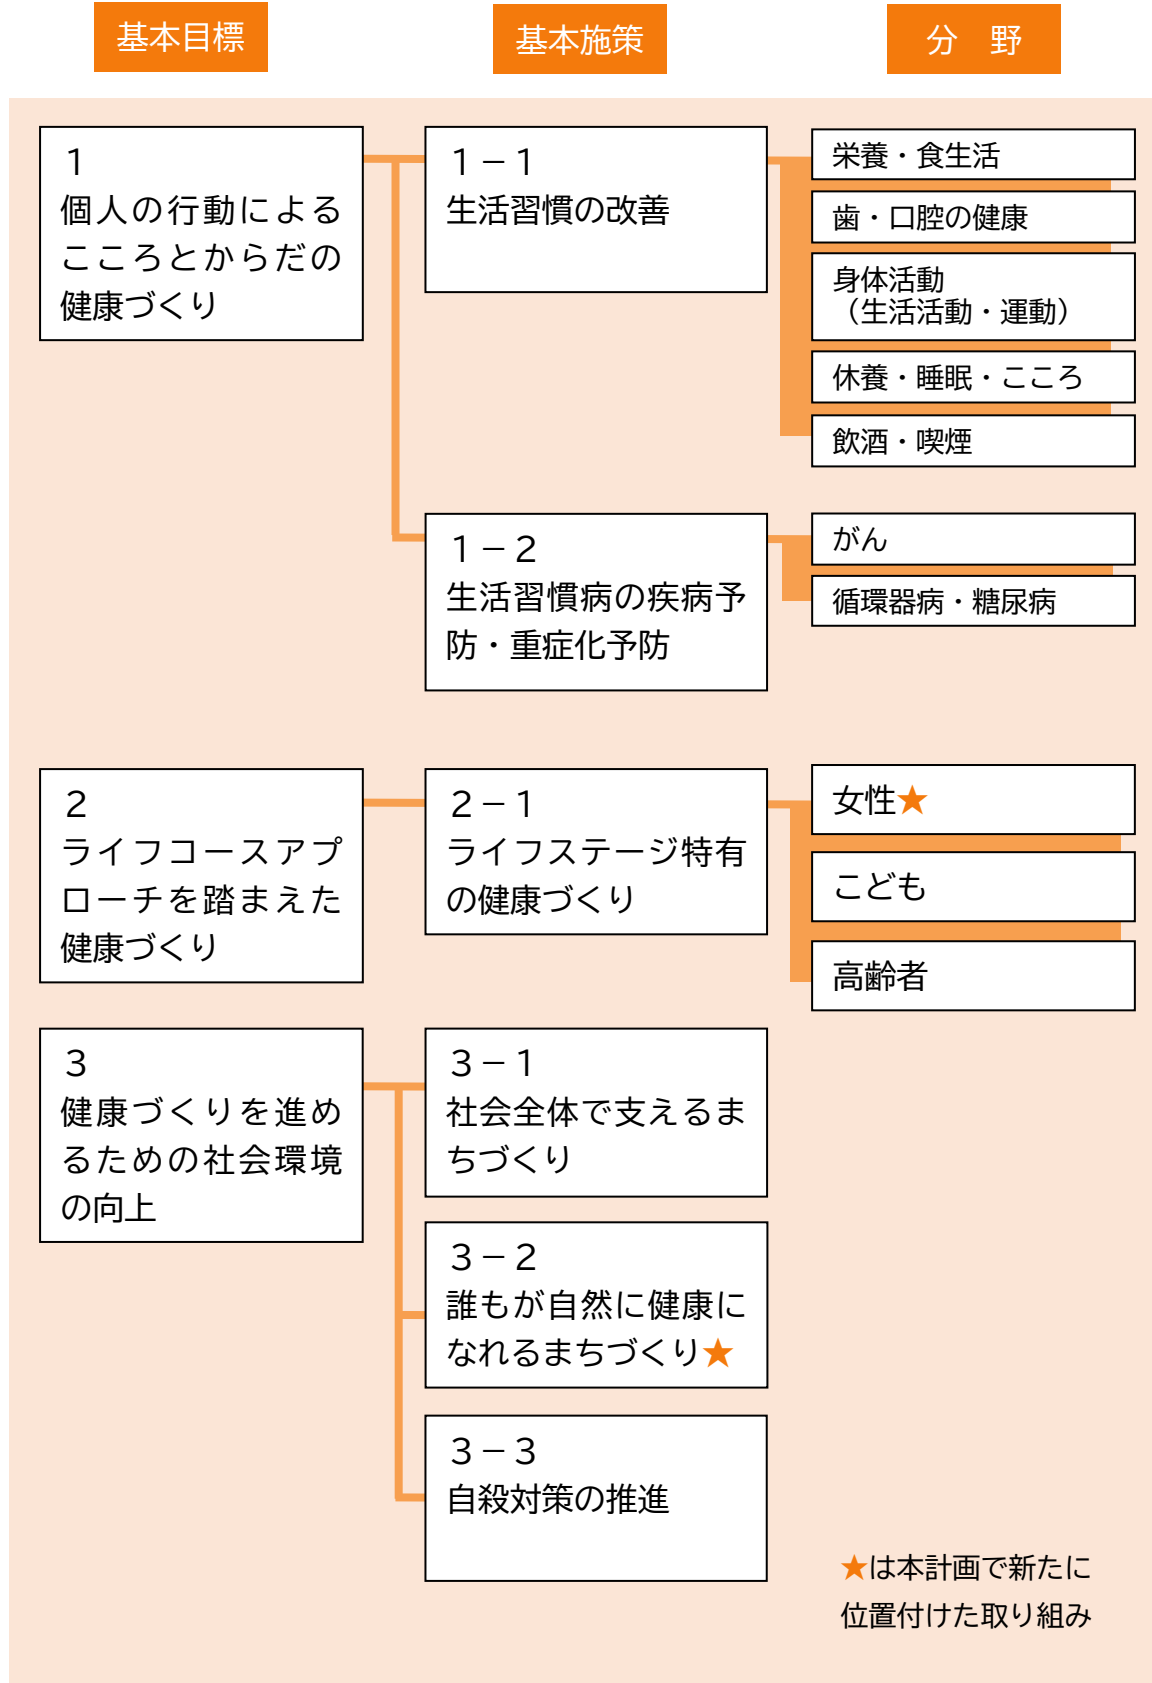 基本目標
基本施策
分　野
１
個人の行動による
こころとからだの
健康づくり
１－１
生活習慣の改善
栄養・食生活
歯・口腔の健康
身体活動
（生活活動・運動）
休養・睡眠・こころ
飲酒・喫煙
１－２
生活習慣病の疾病予
防・重症化予防
がん
循環器病・糖尿病
２
ライフコースアプ
ローチを踏まえた
健康づくり
２－１
ライフステージ特有
の健康づくり
女性★
こども
高齢者
３
健康づくりを進め
るための社会環境
の向上
３－１
社会全体で支えるま
ちづくり
３－２
誰もが自然に健康に
なれるまちづくり★
３－３
自殺対策の推進
★は本計画で新たに
位置付けた取り組み